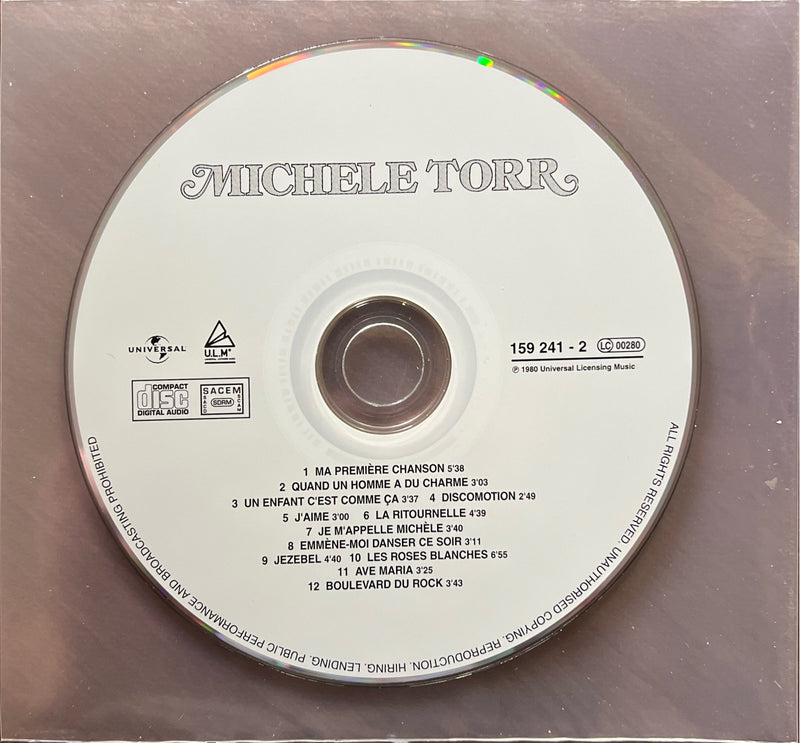 MICHELE TORR
UNIVERSAL
U.L.M
159 241 - 2 LC 00280
℗ 1980 Universal Licensing Music
COMPACT
disc
DIGITAL AUDIO
SACEM
SACD SDRM SCAM
1 MA PREMIÈRE CHANSON 5'38
2 QUAND UN HOMME A DU CHARME 3'03
3 UN ENFANT C'EST COMME ÇA 3'37 4 DISCOMOTION 2'49
5 J'AIME 3'00 6 LA RITOURNELLE 4'39
7 JE M'APPELLE MICHÈLE 3'40
8 EMMÈNE-MOI DANSER CE SOIR 3'11
9 JEZEBEL 4'40 10 LES ROSES BLANCHES 6'55
11 AVE MARIA 3'25
12 BOULEVARD DU ROCK 3'43
ALL RIGHTS RESERVED. UNAUTHORISED COPYING. REPRODUCTION. HIRING. LENDING. PUBLIC PERFORMANCE AND BROADCASTING PROHIBITED